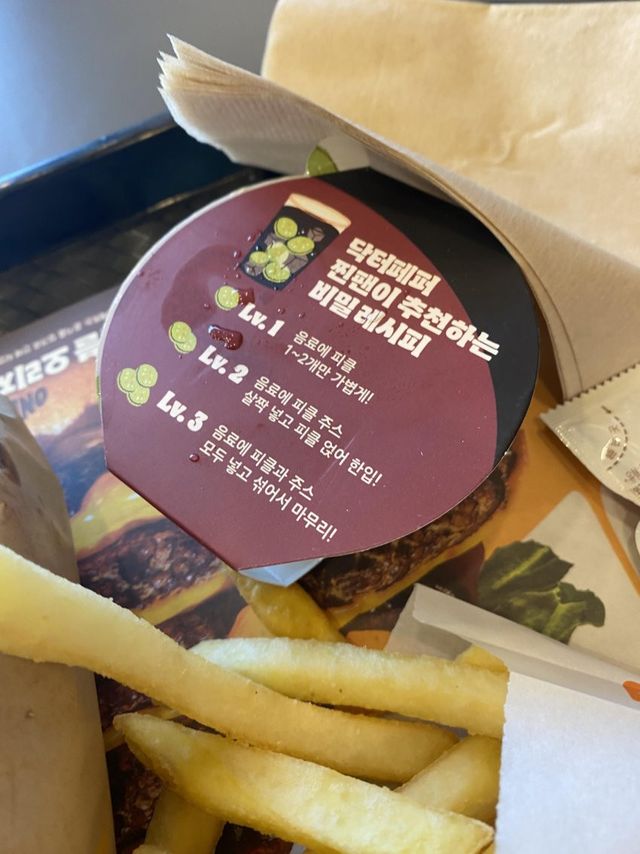 닥터페퍼
찐팬이 추천하는
비밀 레시피
Lv. 1 음료에 피클
1~2개만 가볍게!
Lv. 2 음료에 피클 주스
살짝 넣고 피클 얹어 한입!
Lv. 3 음료에 피클과 주스
모두 넣고 섞어서 마무리!